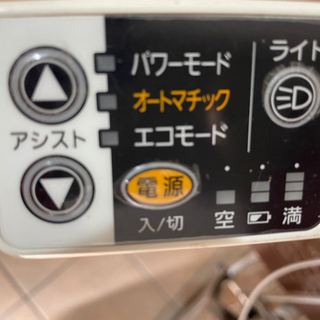 パワーモード
ライト
オートマチック
アシスト
エコモード
電源
入/切
空
満